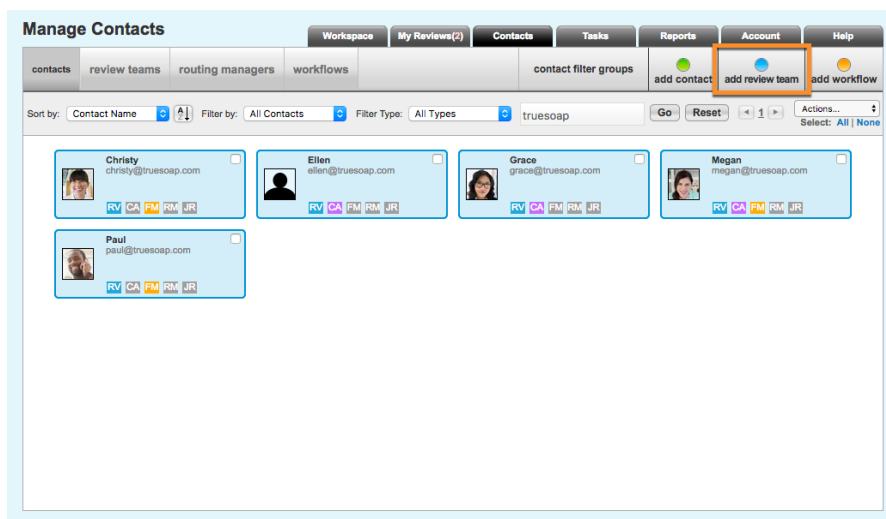 Manage Contacts
Workspace My Reviews(2) Contacts Tasks Reports Account Help
contacts review teams routing managers workflows contact filter groups add contact add review team add workflow
Sort by: Contact Name A Z Filter by: All Contacts Filter Type: All Types truesoap Go Reset 1 Actions...
Select: All | None
Christy Ellen Grace Megan
christy@truesoap.com ellen@truesoap.com grace@truesoap.com megan@truesoap.com
RV CA FM RM JR RV CA FM RM JR RV CA FM RM JR RV CA FM RM JR
Paul
paul@truesoap.com
RV CA FM RM JR